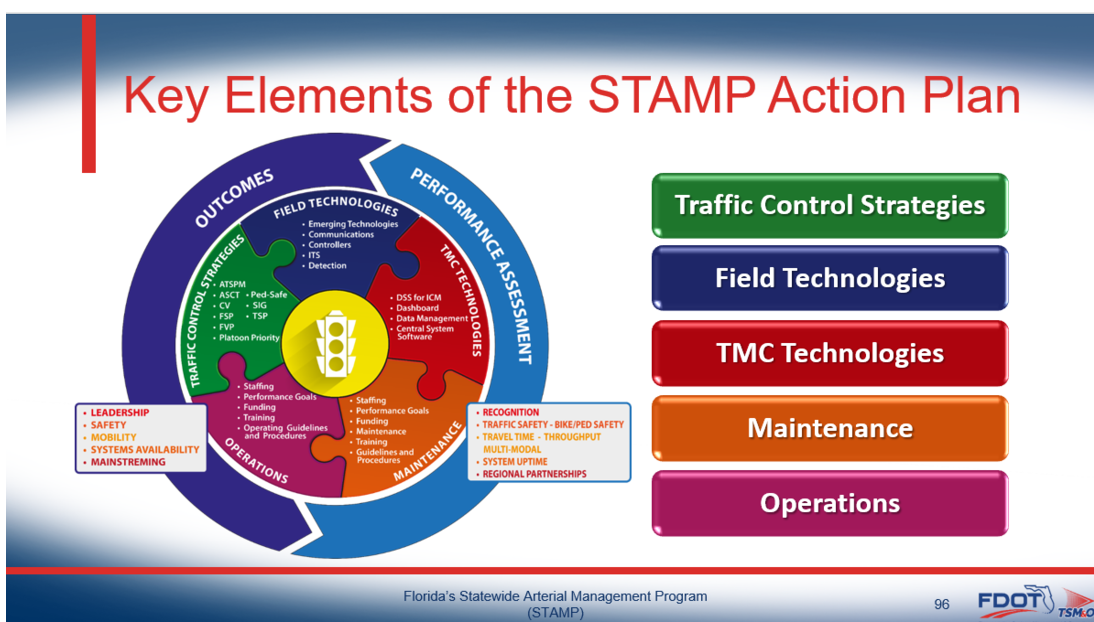 Key Elements of the STAMP Action Plan
OUTCOMES
PERFORMANCE ASSESSMENT
FIELD TECHNOLOGIES
• Emerging Technologies
• Communications
• Controllers
• ITS
• Detection
TRAFFIC CONTROL STRATEGIES
• ATSPM
• ASCT • Ped-Safe
• CV • SIG
• FSP • TSP
• FVP
• Platoon Priority
TMC TECHNOLOGIES
• DSS for ICM
• Dashboard
• Data Management
• Central System
Software
OPERATIONS
• Staffing
• Performance Goals
• Funding
• Training
• Operating Guidelines
and Procedures
MAINTENANCE
• Staffing
• Performance Goals
• Funding
• Maintenance
• Training
• Guidelines and
Procedures
• LEADERSHIP
• SAFETY
• MOBILITY
• SYSTEMS AVAILABILITY
• MAINSTREMING
• RECOGNITION
• TRAFFIC SAFETY - BIKE/PED SAFETY
• TRAVEL TIME - THROUGHPUT
MULTI-MODAL
• SYSTEM UPTIME
• REGIONAL PARTNERSHIPS
Traffic Control Strategies
Field Technologies
TMC Technologies
Maintenance
Operations
Florida's Statewide Arterial Management Program
(STAMP)
96
FDOT
TSM&O